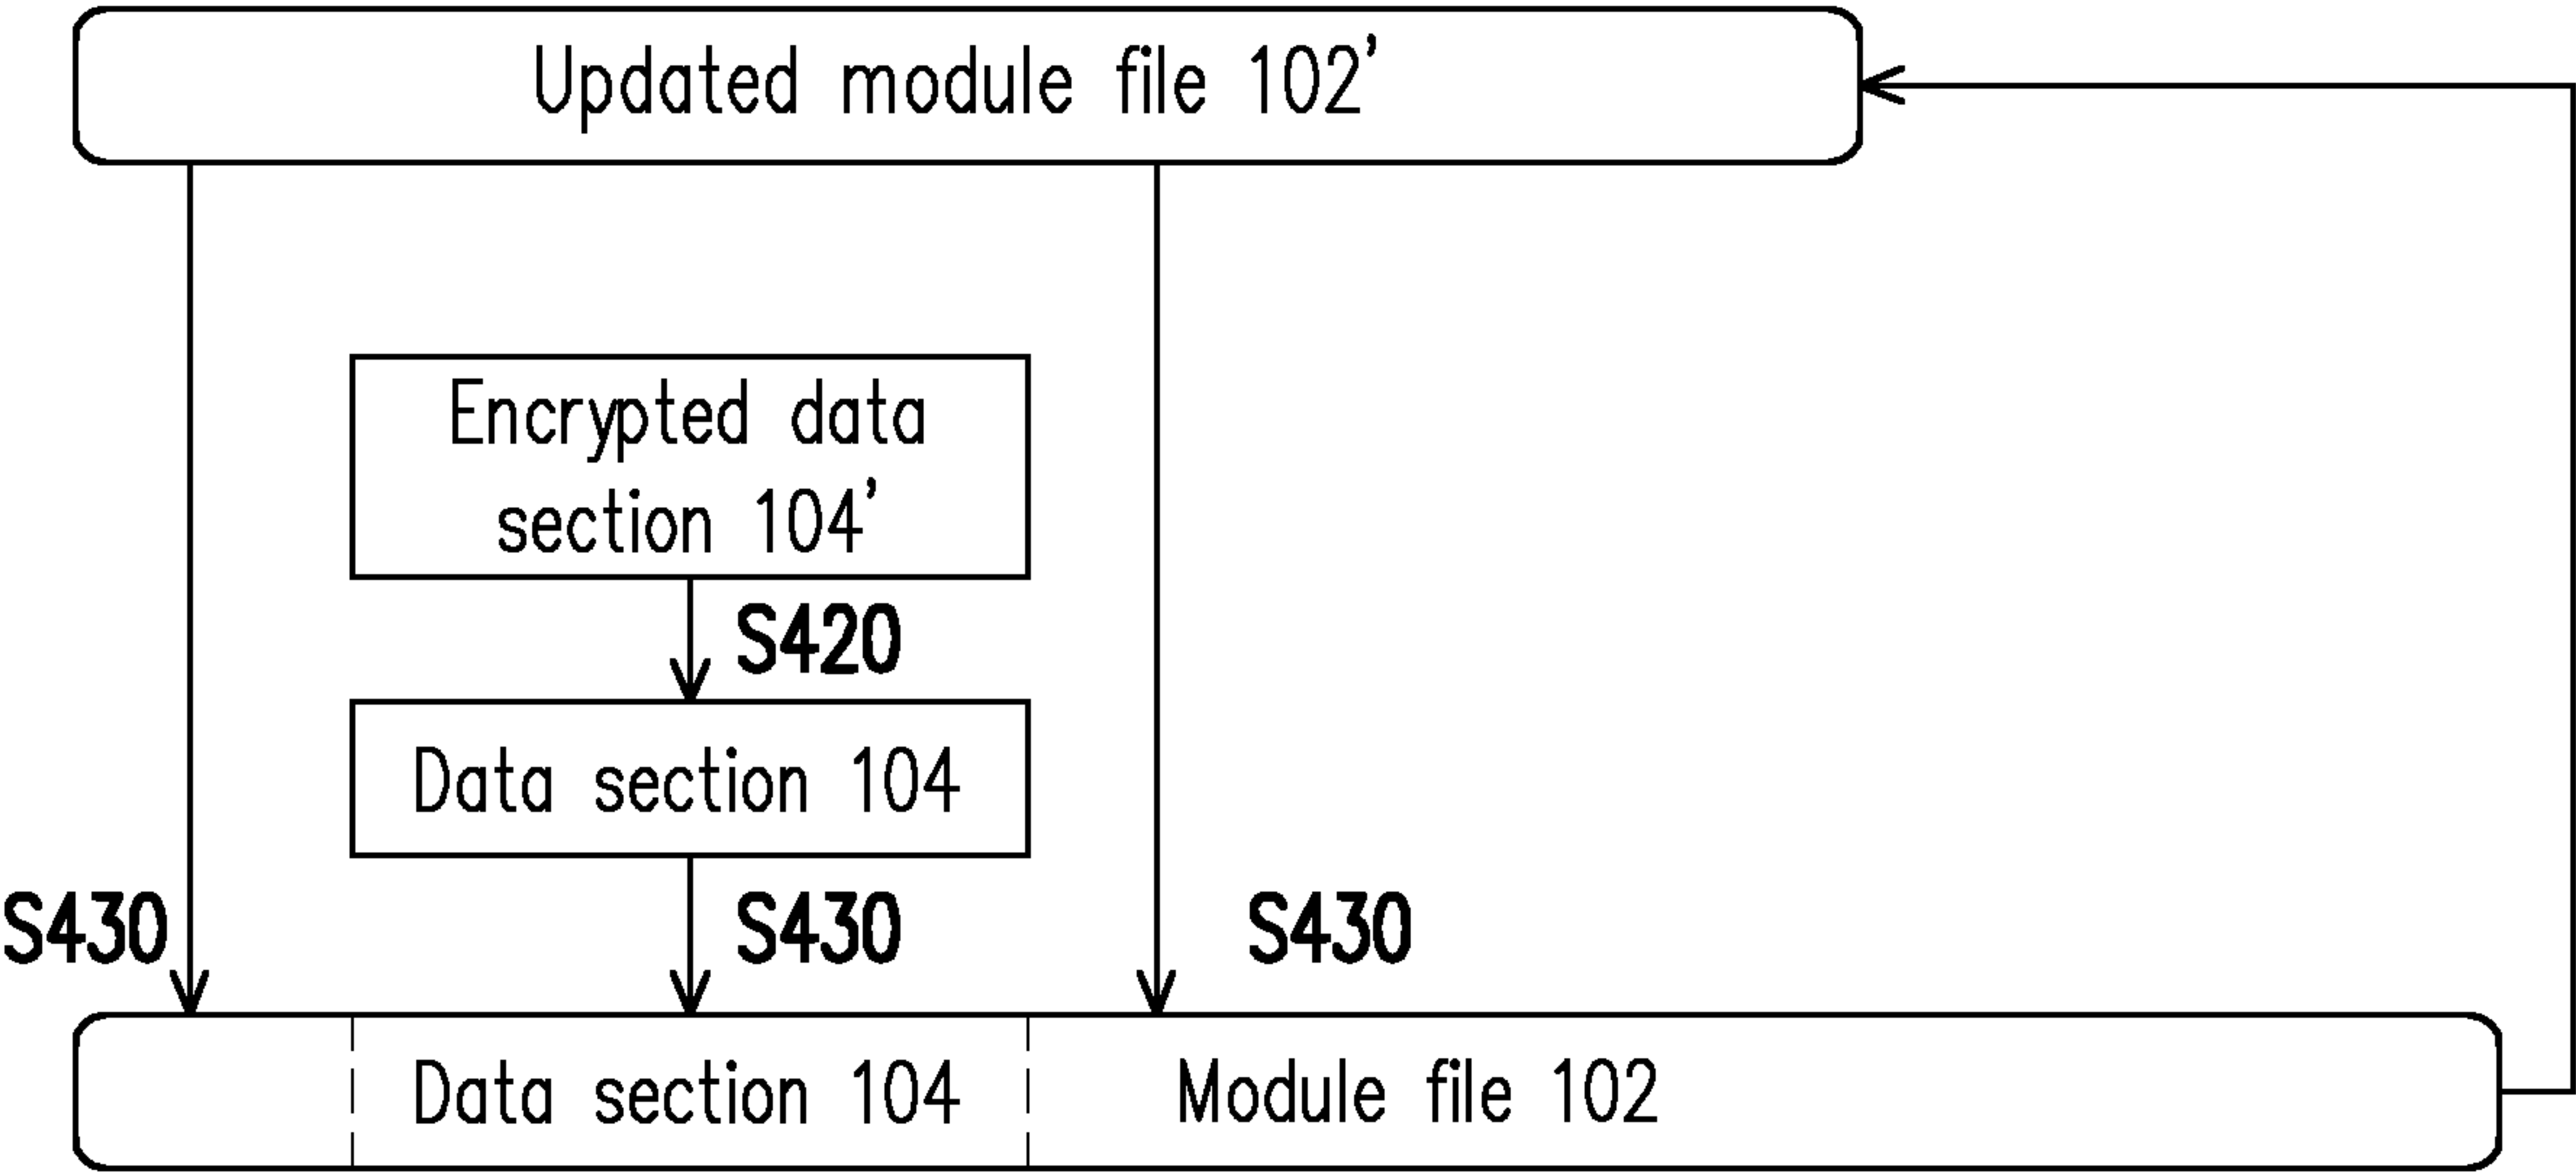 Updated module file 102'
Encrypted data
section 104'
S420
Data section 104
S430
S430
S430
Data section 104
Module file 102